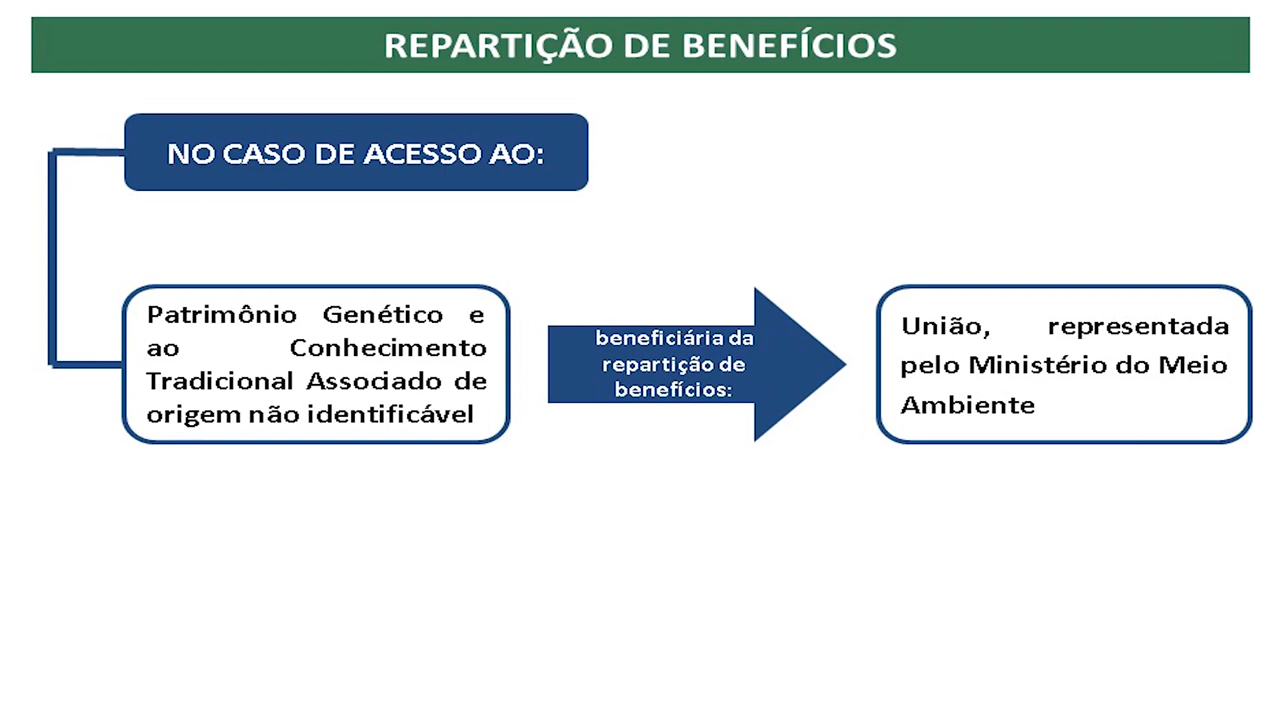 REPARTIÇÃO DE BENEFÍCIOS
NO CASO DE ACESSO AO:
Patrimônio Genético e
ao Conhecimento
Tradicional Associado de
origem não identificável
beneficiária da
repartição de
benefícios:
União, representada
pelo Ministério do Meio
Ambiente